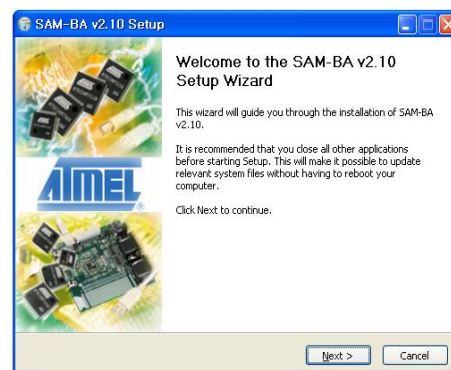 SAM-BA v2.10 Setup
Welcome to the SAM-BA v2.10
Setup Wizard
This wizard will guide you through the installation of SAM-BA
v2.10.
It is recommended that you close all other applications
before starting Setup. This will make it possible to update
relevant system files without having to reboot your
computer.
Click Next to continue.
ATMEL
Next >
Cancel